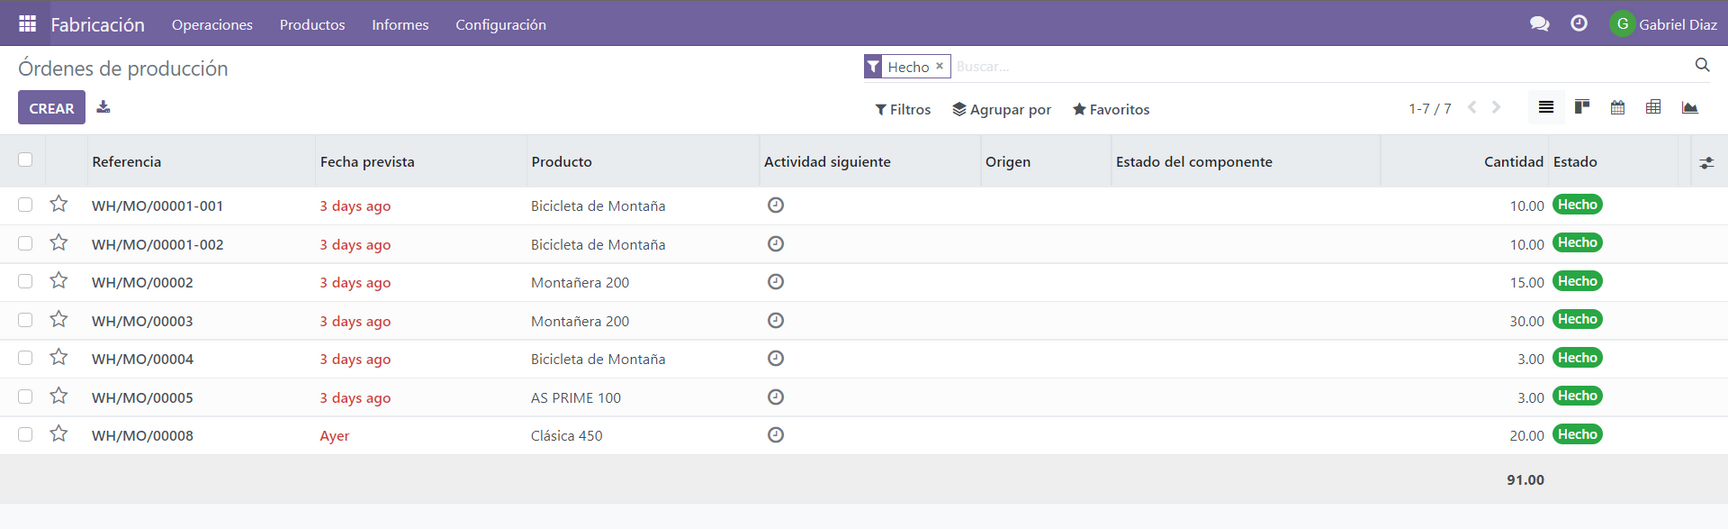 Fabricación Operaciones Productos Informes Configuración G Gabriel Diaz
Órdenes de producción Hecho × Buscar...
CREAR Filtros Agrupar por Favoritos 1-7 / 7
Referencia Fecha prevista Producto Actividad siguiente Origen Estado del componente Cantidad Estado
WH/MO/00001-001 3 days ago Bicicleta de Montaña 10.00 Hecho
WH/MO/00001-002 3 days ago Bicicleta de Montaña 10.00 Hecho
WH/MO/00002 3 days ago Montañera 200 15.00 Hecho
WH/MO/00003 3 days ago Montañera 200 30.00 Hecho
WH/MO/00004 3 days ago Bicicleta de Montaña 3.00 Hecho
WH/MO/00005 3 days ago AS PRIME 100 3.00 Hecho
WH/MO/00008 Ayer Clásica 450 20.00 Hecho
91.00